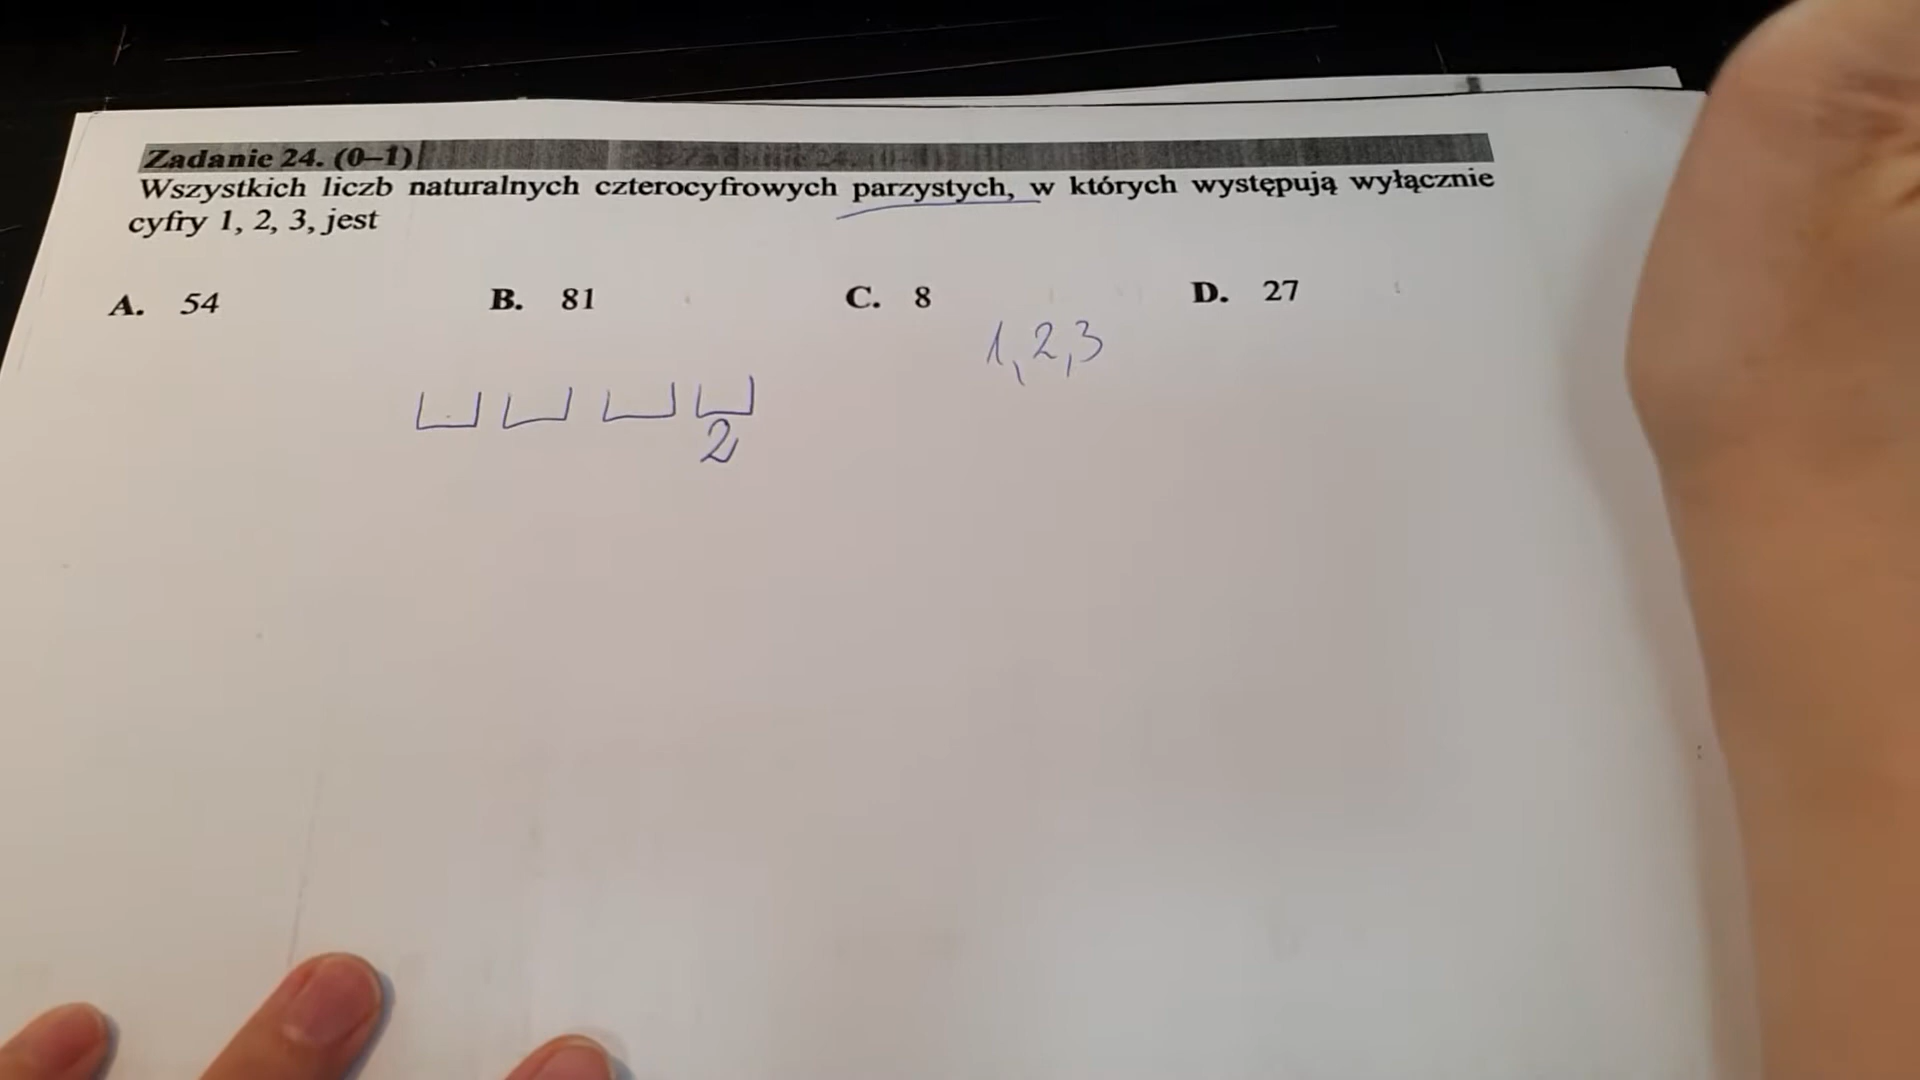 Zadanie 24. (0–1)
Wszystkich liczb naturalnych czterocyfrowych parzystych, w których występują wyłącznie
cyfry 1, 2, 3, jest
A. 54 B. 81 C. 8 D. 27
1, 2, 3
2